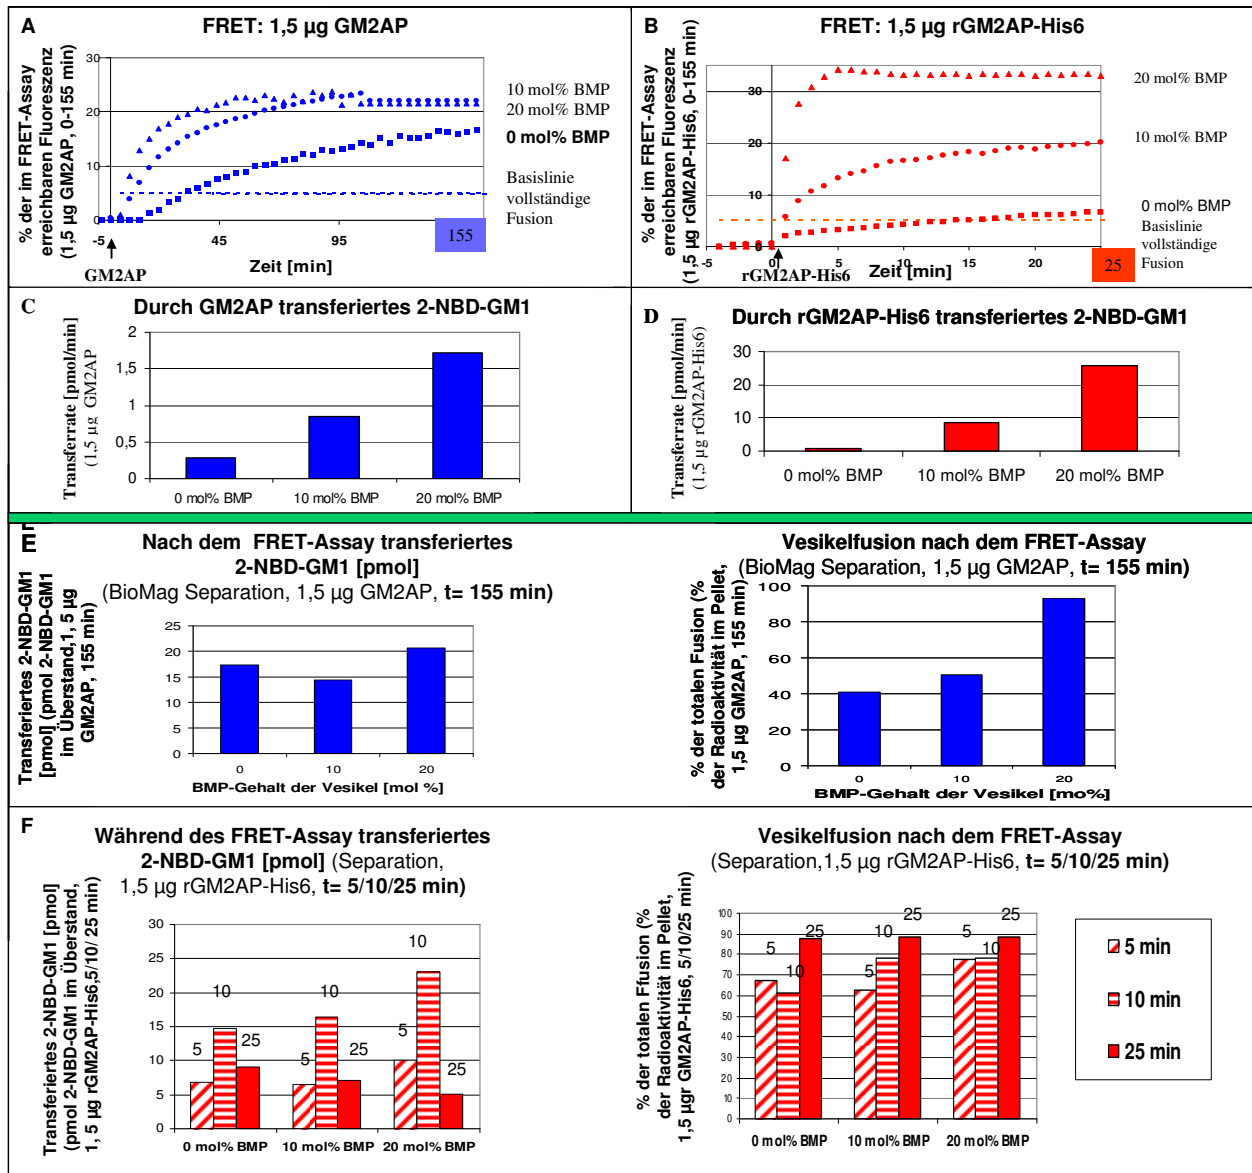 A
FRET: 1,5 µg GM2AP
% der im FRET-Assay
erreichbaren Fluoreszenz
(1,5 µg GM2AP, 0-155 min)
30
20
10
0
-5
45
95
155
10 mol% BMP
20 mol% BMP
0 mol% BMP
Basislinie
vollständige
Fusion
GM2AP
Zeit [min]
B
FRET: 1,5 µg rGM2AP-His6
% der im FRET-Assay
erreichbaren Fluoreszenz
(1,5 µg rGM2AP-His6, 0-155 min)
30
20
10
0
-5
0
5
10
15
20
25
20 mol% BMP
10 mol% BMP
0 mol% BMP
Basislinie
vollständige
Fusion
rGM2AP-His6
Zeit [min]
C
Durch GM2AP transferiertes 2-NBD-GM1
Transferrate [pmol/min]
(1,5 µg GM2AP
2
1,5
1
0,5
0
0 mol% BMP
10 mol% BMP
20 mol% BMP
D
Durch rGM2AP-His6 transferiertes 2-NBD-GM1
Transferrate [pmol/min]
(1,5 µg rGM2AP-His6)
30
20
10
0
0 mol% BMP
10 mol% BMP
20 mol% BMP
E
Nach dem FRET-Assay transferiertes
2-NBD-GM1 [pmol]
(BioMag Separation, 1,5 µg GM2AP, t= 155 min)
Transferiertes 2-NBD-GM1
[pmol] (pmol 2-NBD-GM1
im Überstand,1, 5 µg
GM2AP, 155 min)
25
20
15
10
5
0
0
10
20
BMP-Gehalt der Vesikel [mol %]
Vesikelfusion nach dem FRET-Assay
(BioMag Separation, 1,5 µg GM2AP, t= 155 min)
% der totalen Fusion (%
der Radioaktivität im Pellet,
1,5 µg GM2AP, 155 min)
100
80
60
40
20
0
0
10
20
BMP-Gehalt der Vesikel [mo%]
F
Während des FRET-Assay transferiertes
2-NBD-GM1 [pmol] (Separation,
1,5 µg rGM2AP-His6, t= 5/10/25 min)
Transferiertes 2-NBD-GM1 [pmol]
(pmol 2-NBD-GM1 im Überstand,
1, 5 µg rGM2AP-His6,5/10/ 25 min)
30
25
20
15
10
5
0
5
10
25
5
10
25
5
10
25
0 mol% BMP
10 mol% BMP
20 mol% BMP
Vesikelfusion nach dem FRET-Assay
(Separation,1,5 µg rGM2AP-His6, t= 5/10/25 min)
% der totalen Ffusion (%
der Radioaktivität im Pellet,
1,5 µgr GM2AP-His6, 5/10/25 min)
100
90
80
70
60
50
40
30
20
10
0
5
10
25
5
10
25
5
10
25
0 mol% BMP
10 mol% BMP
20 mol% BMP
5 min
10 min
25 min